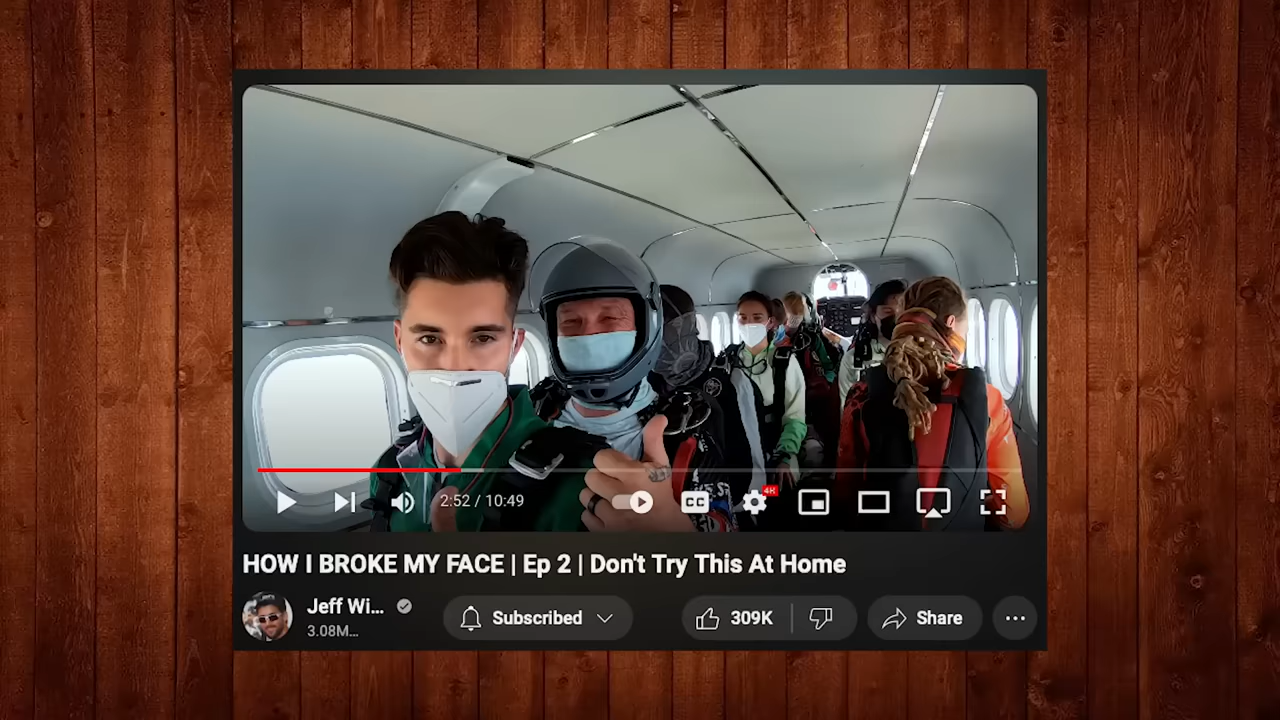 2:52 / 10:49
CC
4K
HOW I BROKE MY FACE | Ep 2 | Don't Try This At Home
Jeff Wi...
3.08M...
Subscribed
309K
Share